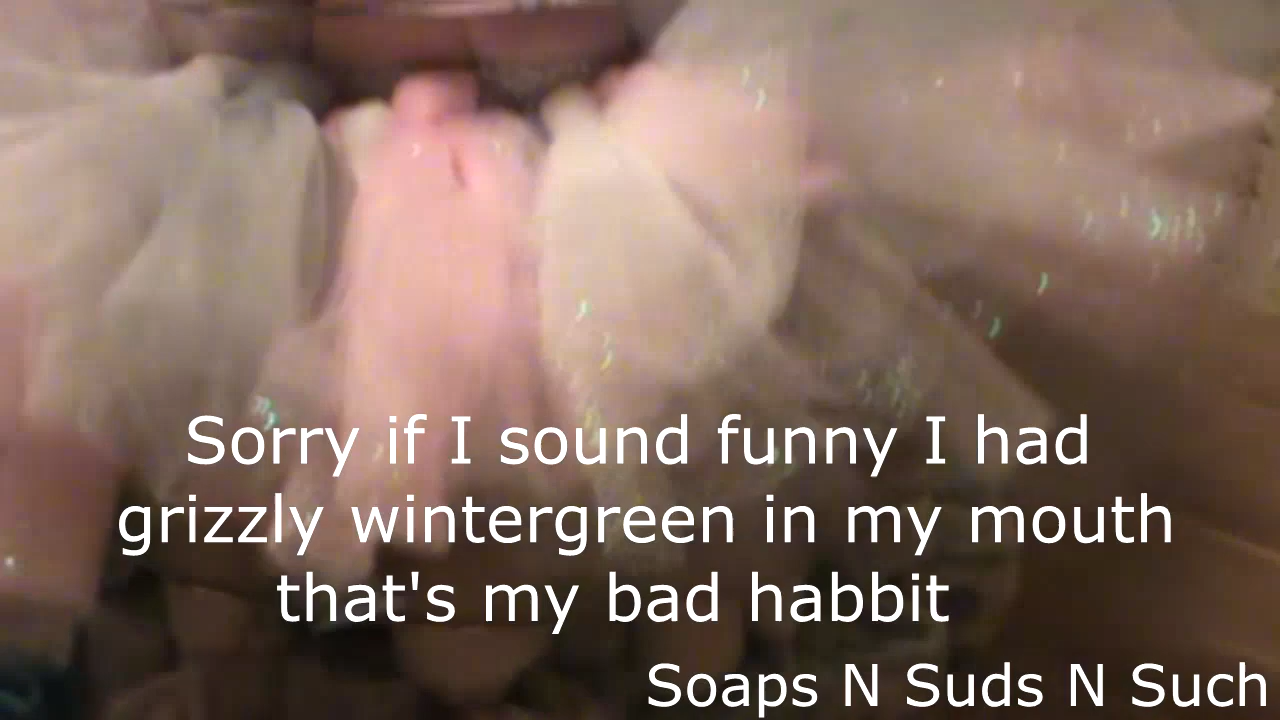 Sorry if I sound funny I had
grizzly wintergreen in my mouth
that's my bad habbit
Soaps N Suds N Such